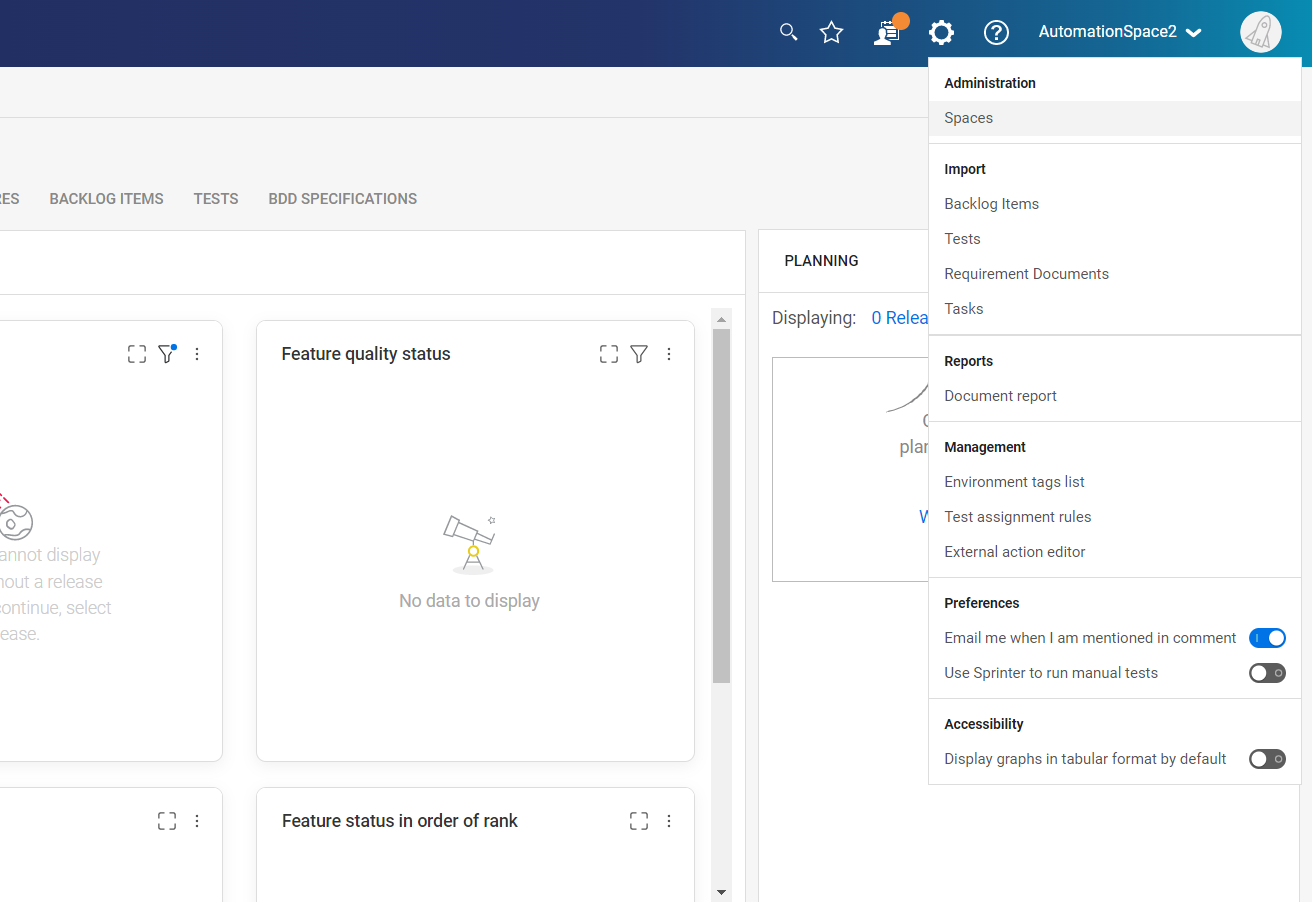 AutomationSpace2
Administration
Spaces
Import
Backlog Items
Tests
Requirement Documents
Tasks
Reports
Document report
Management
Environment tags list
Test assignment rules
External action editor
Preferences
Email me when I am mentioned in comment
Use Sprinter to run manual tests
Accessibility
Display graphs in tabular format by default
BACKLOG ITEMS TESTS BDD SPECIFICATIONS
Feature quality status
annot display
hout a release
continue, select
ease.
No data to display
Feature status in order of rank
PLANNING
Displaying: 0 Relea
plan